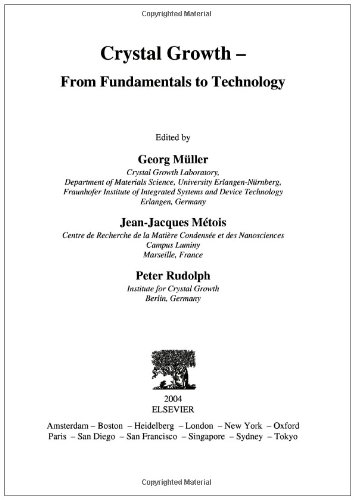 Copyrighted Material
Crystal Growth –
From Fundamentals to Technology
Edited by
Georg Müller
Crystal Growth Laboratory,
Department of Materials Science, University Erlangen-Nürnberg,
Fraunhofer Institute of Integrated Systems and Device Technology
Erlangen, Germany
Jean-Jacques Métois
Centre de Recherche de la Matière Condensée et des Nanosciences
Campus Luminy
Marseille, France
Peter Rudolph
Institute for Crystal Growth
Berlin, Germany
2004
ELSEVIER
Amsterdam – Boston – Heidelberg – London – New York – Oxford
Paris – San Diego – San Francisco – Singapore – Sydney – Tokyo
Copyrighted Material